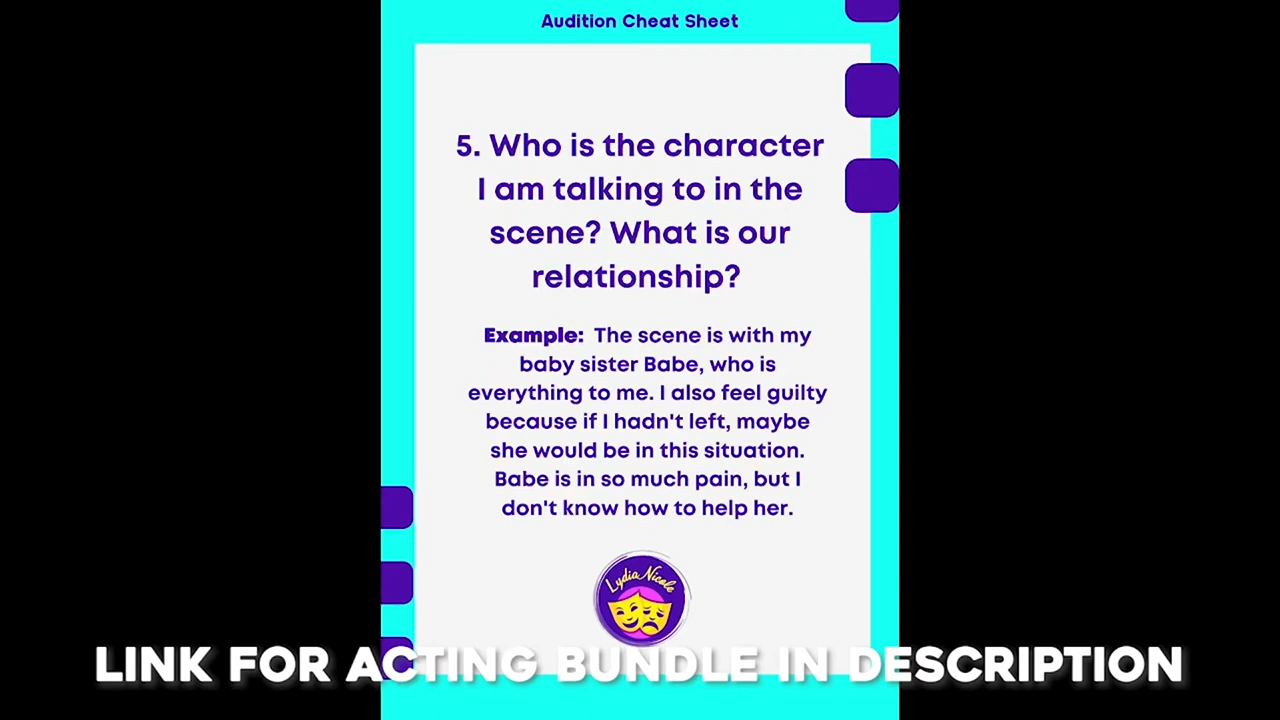 Audition Cheat Sheet
5. Who is the character
I am talking to in the
scene? What is our
relationship?
Example: The scene is with my
baby sister Babe, who is
everything to me. I also feel guilty
because if I hadn't left, maybe
she would be in this situation.
Babe is in so much pain, but I
don't know how to help her.
Lydia Nicole
LINK FOR ACTING BUNDLE IN DESCRIPTION